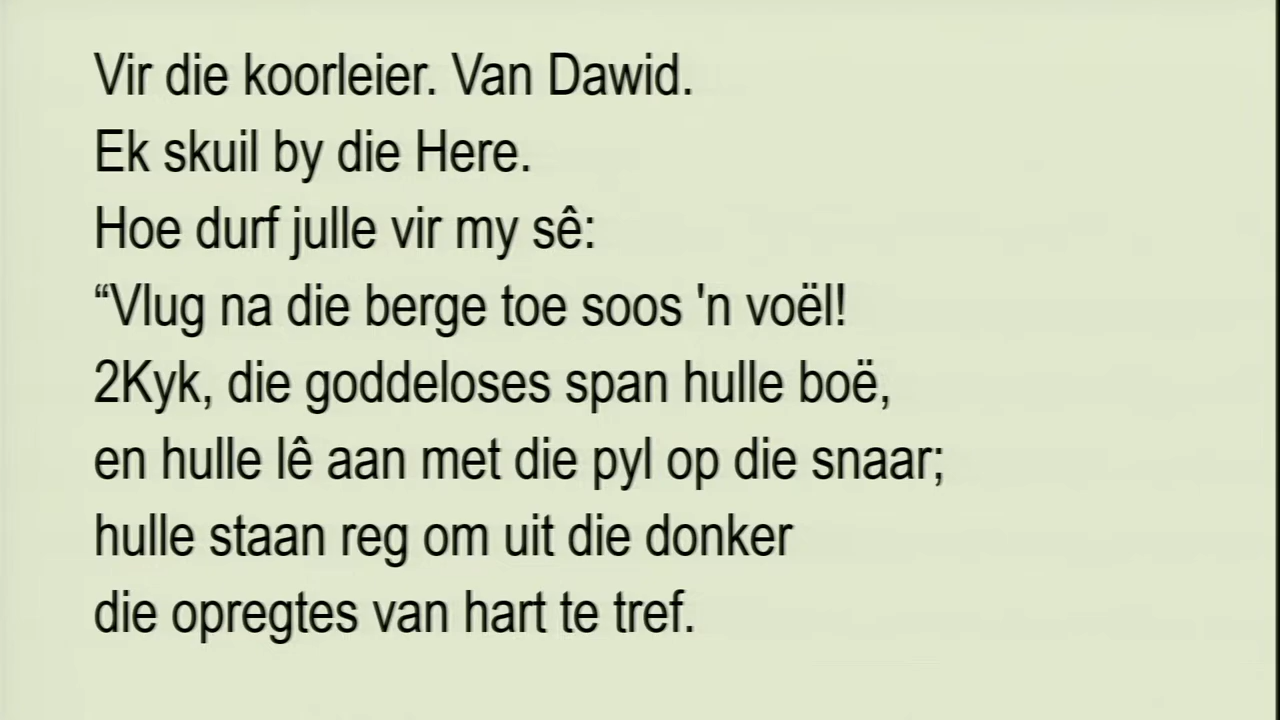 Vir die koorleier. Van Dawid.
Ek skuil by die Here.
Hoe durf julle vir my sê:
“Vlug na die berge toe soos 'n voël!
2Kyk, die goddeloses span hulle boë,
en hulle lê aan met die pyl op die snaar;
hulle staan reg om uit die donker
die opregtes van hart te tref.